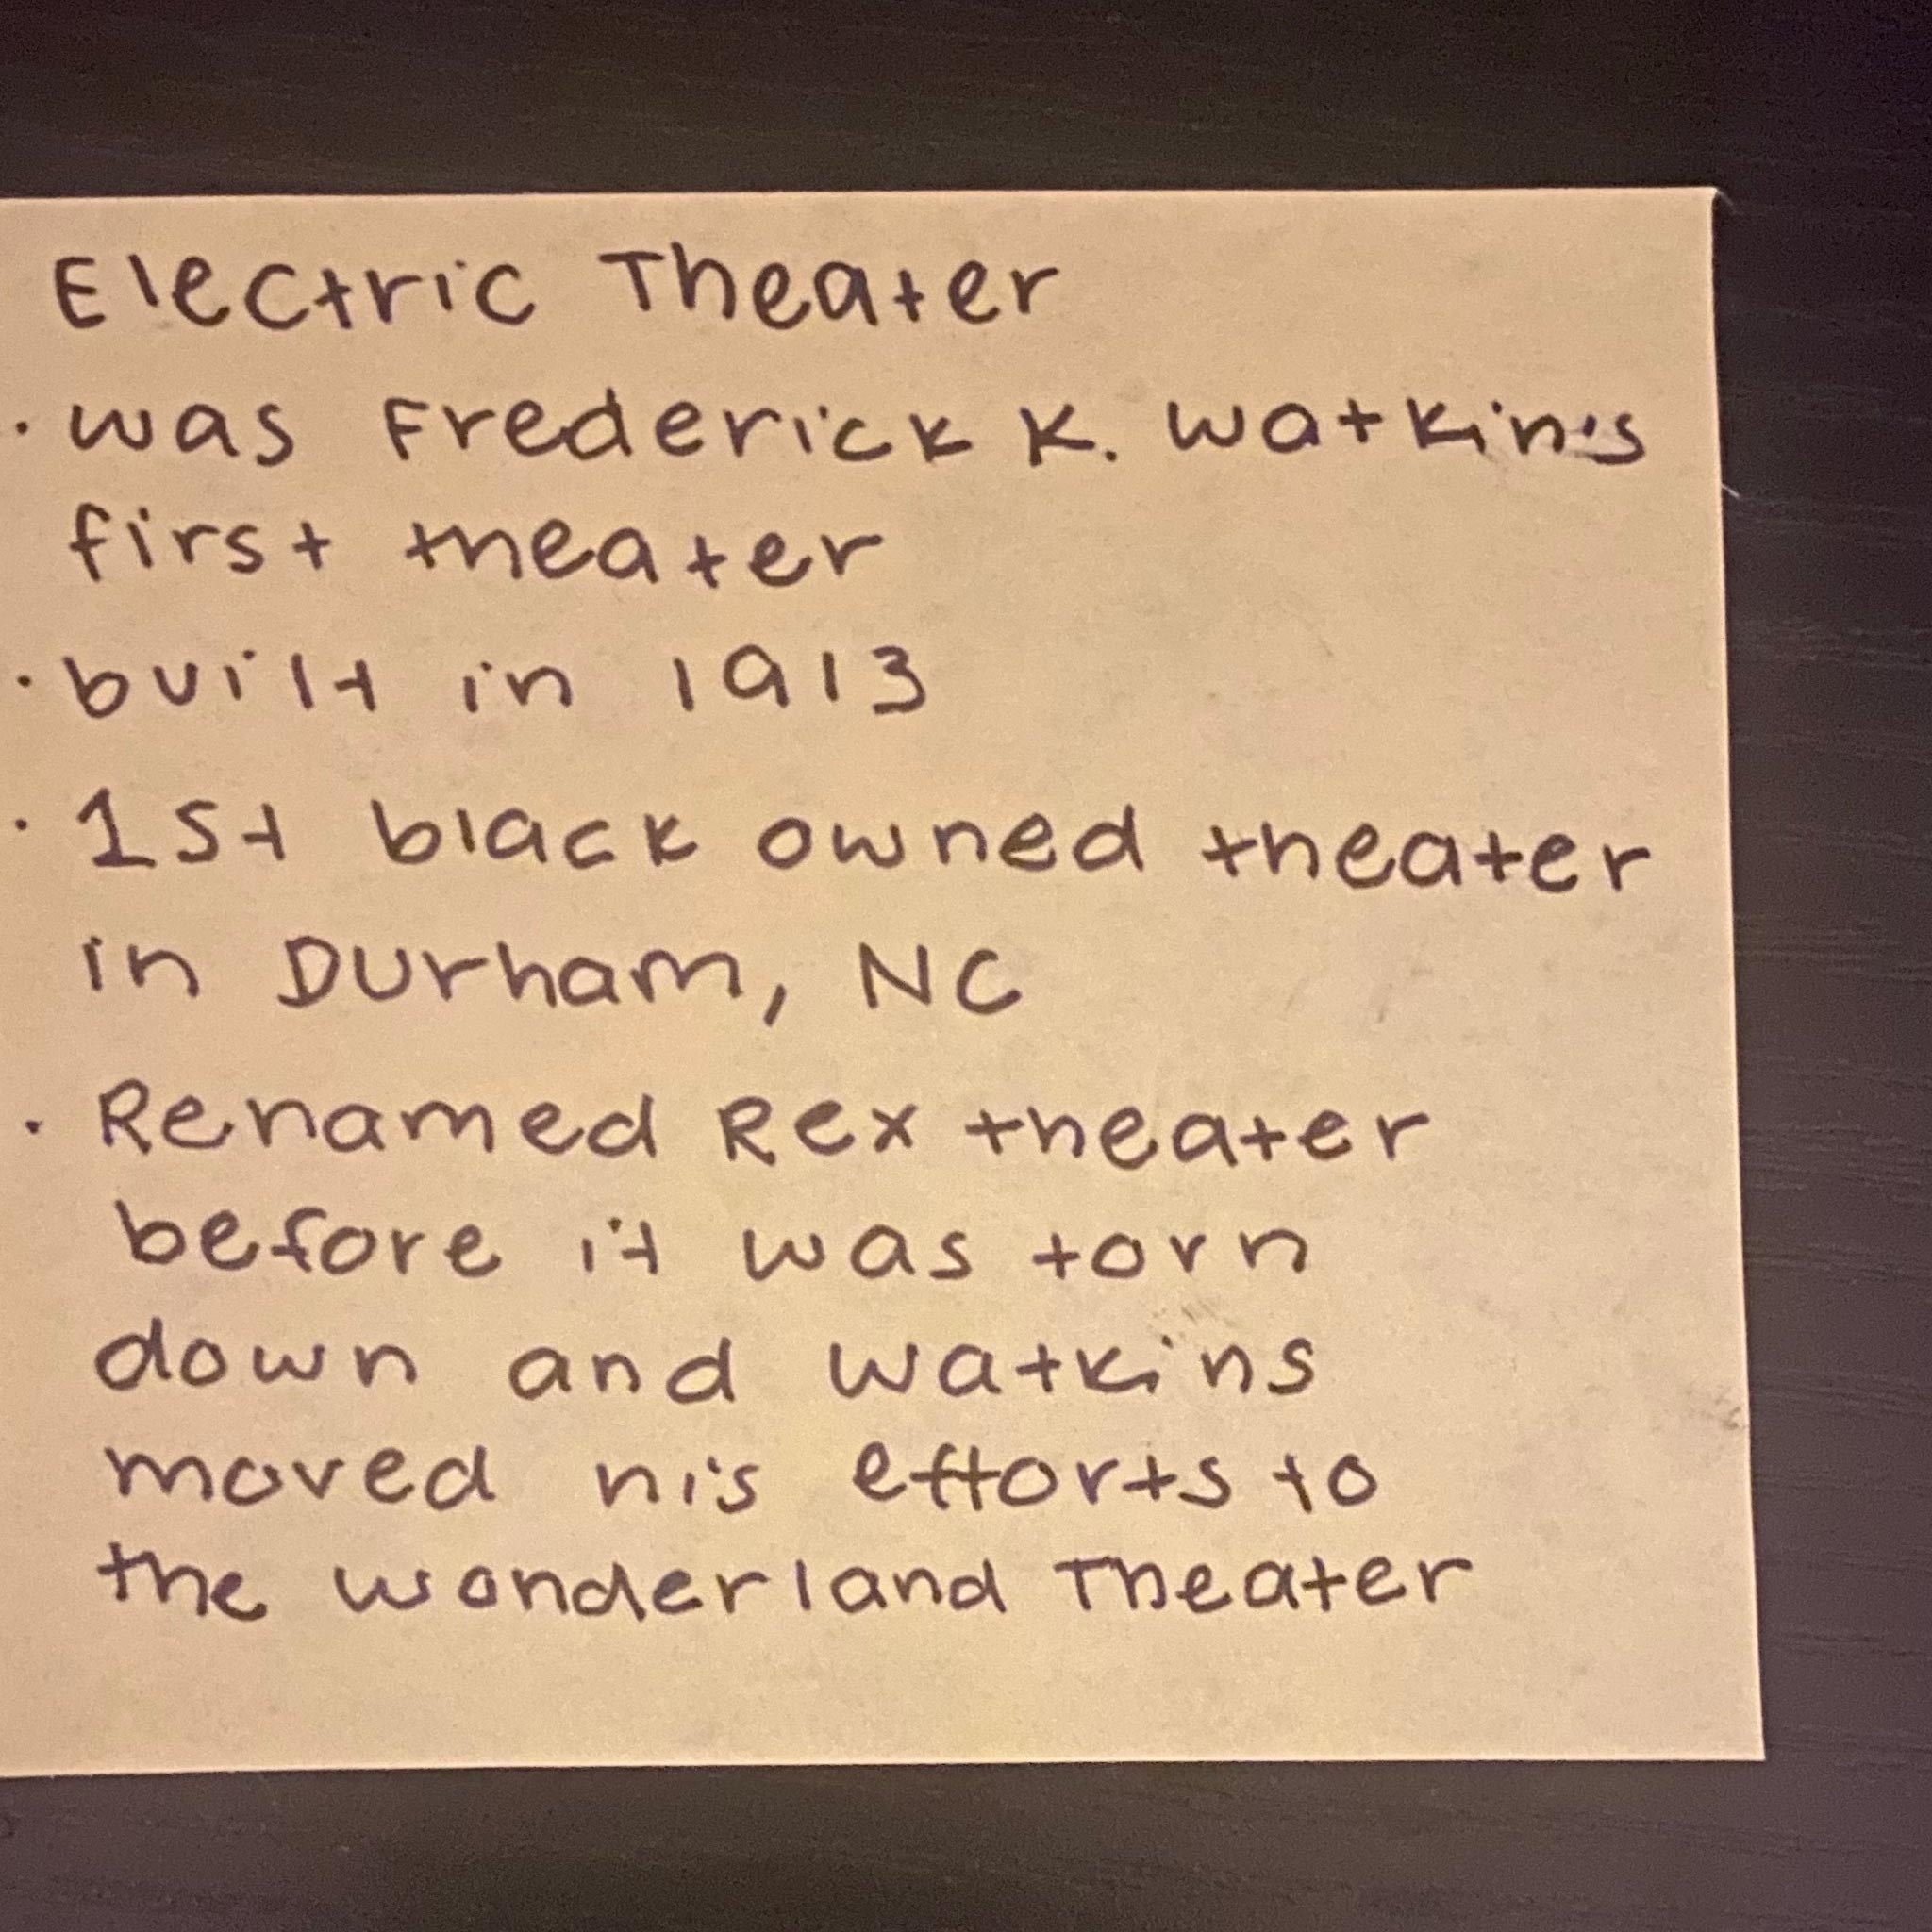 Electric Theater
· was Frederick K. Watkin's
first theater
· built in 1913
· 1st black owned theater
in Durham, NC
· Renamed Rex theater
before it was torn
down and Watkins
moved his efforts to
the Wonderland Theater